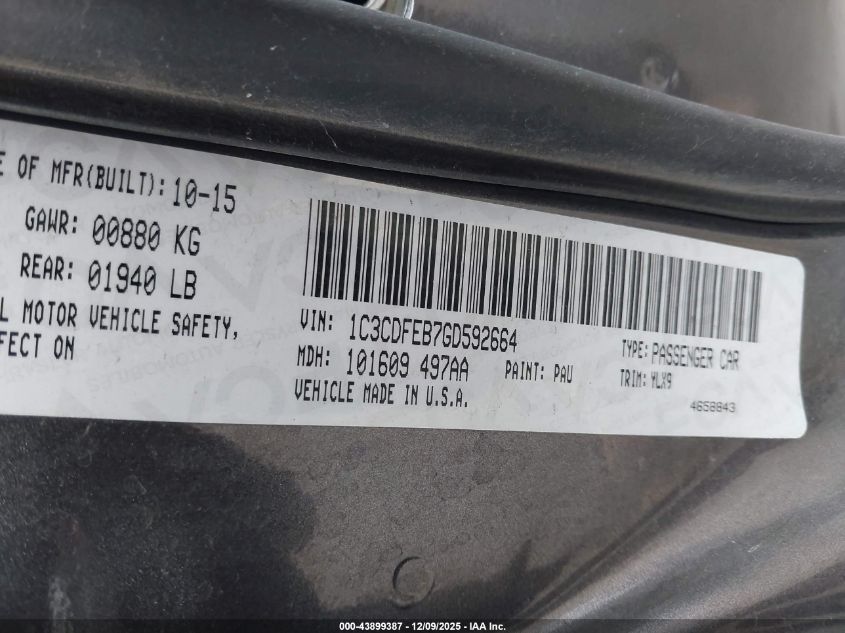 E OF MFR(BUILT): 10-15
GAWR: 00880 KG
REAR: 01940 LB
L MOTOR VEHICLE SAFETY,
FECT ON
VIN: 1C3CDFEB7GD592664
MDH: 101609 497AA PAINT: PAU
VEHICLE MADE IN U.S.A.
TYPE: PASSENGER CAR
TRIM: YLX9
4658843
000-43899387 - 12/09/2025 - IAA Inc.